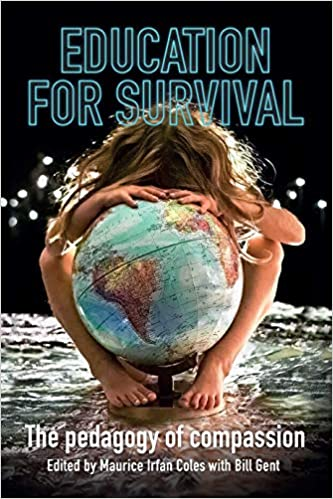 EDUCATION
FOR SURVIVAL
The pedagogy of compassion
Edited by Maurice Irfan Coles with Bill Gent